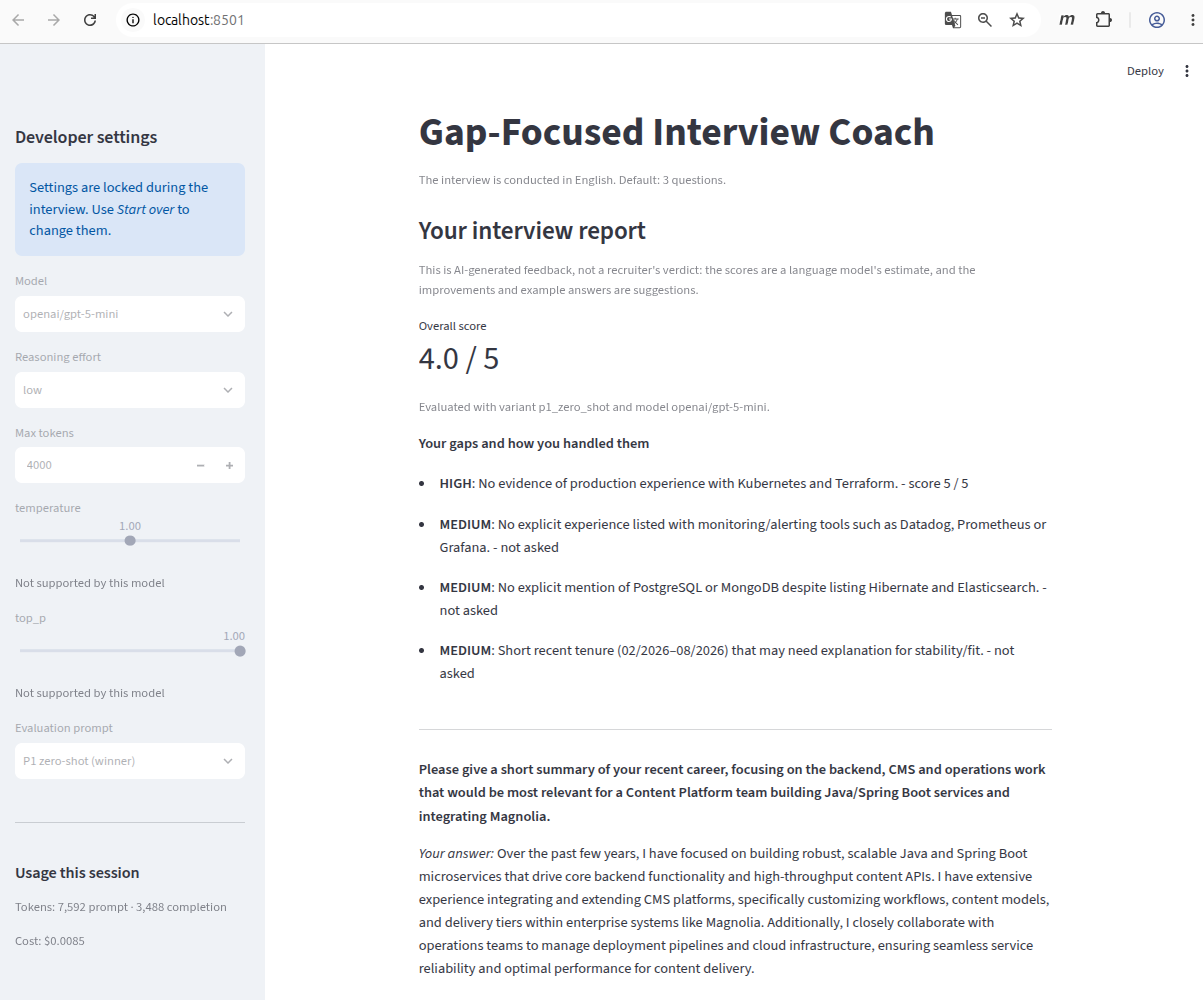 localhost:8501
m
Deploy
Developer settings
Settings are locked during the
interview. Use Start over to
change them.
Model
openai/gpt-5-mini
Reasoning effort
low
Max tokens
4000
temperature
1.00
Not supported by this model
top_p
1.00
Not supported by this model
Evaluation prompt
P1 zero-shot (winner)
Usage this session
Tokens: 7,592 prompt · 3,488 completion
Cost: $0.0085
Gap-Focused Interview Coach
The interview is conducted in English. Default: 3 questions.
Your interview report
This is AI-generated feedback, not a recruiter's verdict: the scores are a language model's estimate, and the
improvements and example answers are suggestions.
Overall score
4.0 / 5
Evaluated with variant p1_zero_shot and model openai/gpt-5-mini.
Your gaps and how you handled them
• HIGH: No evidence of production experience with Kubernetes and Terraform. - score 5 / 5
• MEDIUM: No explicit experience listed with monitoring/alerting tools such as Datadog, Prometheus or
Grafana. - not asked
• MEDIUM: No explicit mention of PostgreSQL or MongoDB despite listing Hibernate and Elasticsearch. -
not asked
• MEDIUM: Short recent tenure (02/2026–08/2026) that may need explanation for stability/fit. - not
asked
Please give a short summary of your recent career, focusing on the backend, CMS and operations work
that would be most relevant for a Content Platform team building Java/Spring Boot services and
integrating Magnolia.
Your answer: Over the past few years, I have focused on building robust, scalable Java and Spring Boot
microservices that drive core backend functionality and high-throughput content APIs. I have extensive
experience integrating and extending CMS platforms, specifically customizing workflows, content models,
and delivery tiers within enterprise systems like Magnolia. Additionally, I closely collaborate with
operations teams to manage deployment pipelines and cloud infrastructure, ensuring seamless service
reliability and optimal performance for content delivery.